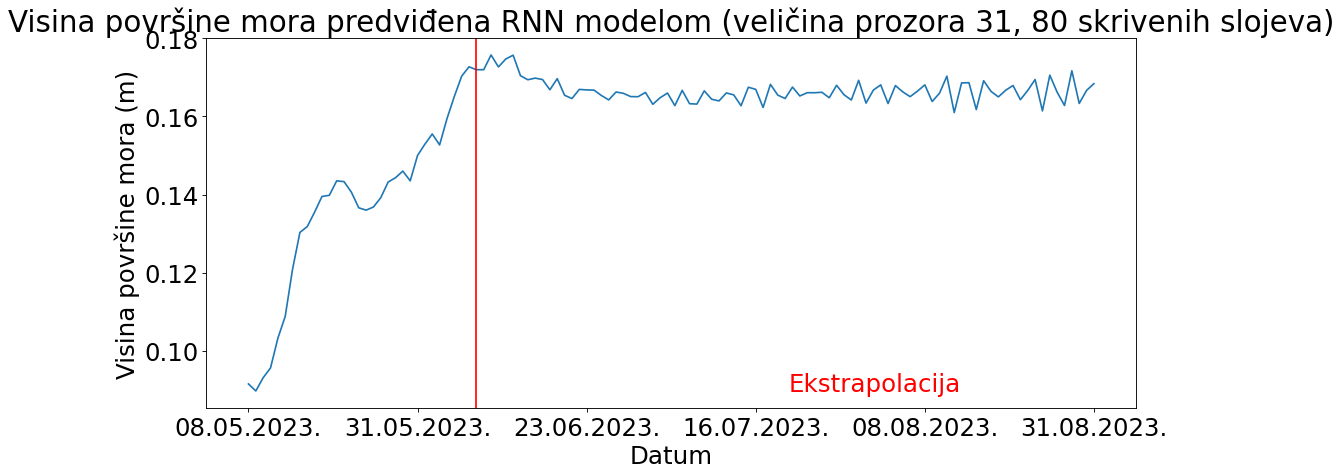 Visina površine mora predviđena RNN modelom (veličina prozora 31, 80 skrivenih slojeva)
Visina površine mora (m)
0.18
0.16
0.14
0.12
0.10
Ekstrapolacija
08.05.2023. 31.05.2023. 23.06.2023. 16.07.2023. 08.08.2023. 31.08.2023.
Datum